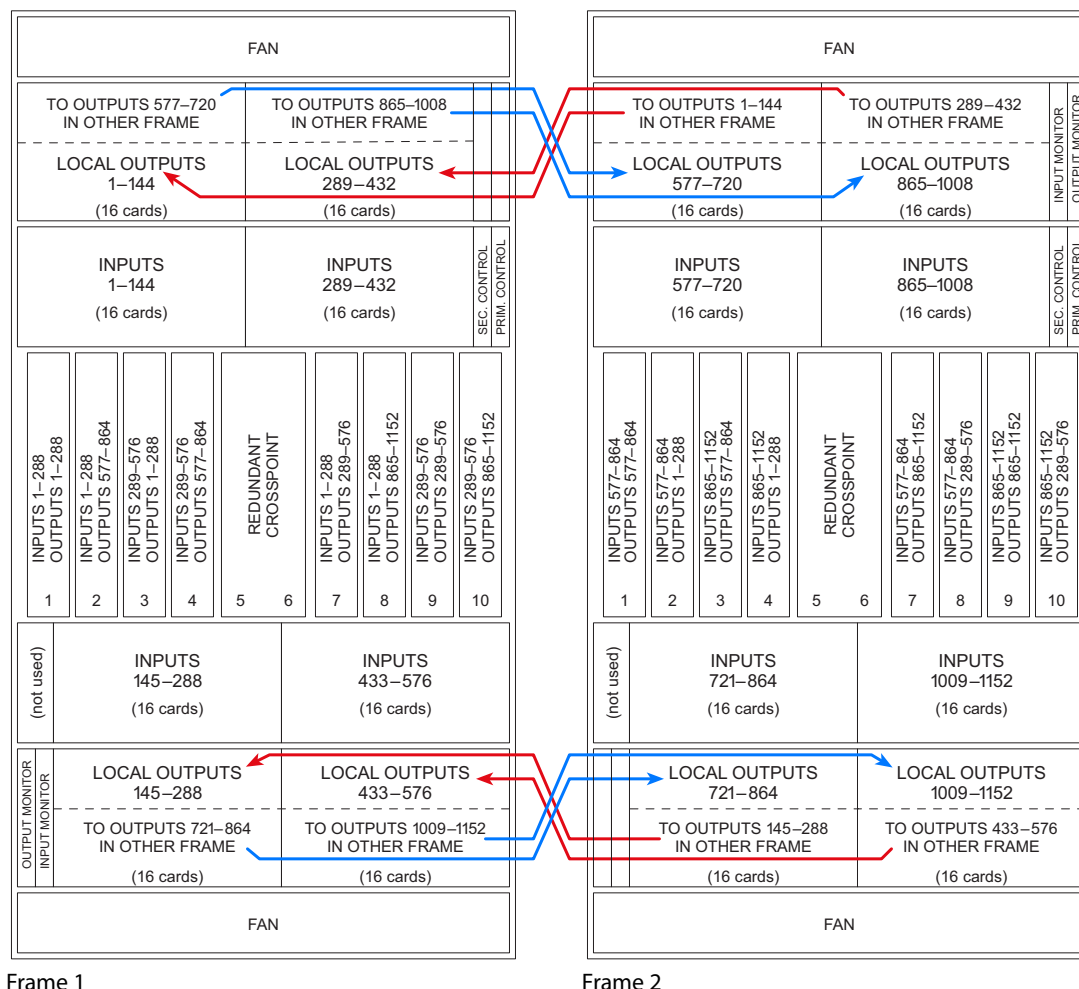 FAN
TO OUTPUTS 577–720
IN OTHER FRAME
TO OUTPUTS 865–1008
IN OTHER FRAME
LOCAL OUTPUTS
1–144
(16 cards)
LOCAL OUTPUTS
289–432
(16 cards)
INPUTS
1–144
(16 cards)
INPUTS
289–432
(16 cards)
SEC. CONTROL
PRIM. CONTROL
INPUTS 1–288
OUTPUTS 1–288
1
INPUTS 1–288
OUTPUTS 577–864
2
INPUTS 289–576
OUTPUTS 1–288
3
INPUTS 289–576
OUTPUTS 577–864
4
REDUNDANT
CROSSPOINT
5 6
INPUTS 1–288
OUTPUTS 289–576
7
INPUTS 1–288
OUTPUTS 865–1152
8
INPUTS 289–576
OUTPUTS 289–576
9
INPUTS 289–576
OUTPUTS 865–1152
10
(not used)
INPUTS
145–288
(16 cards)
INPUTS
433–576
(16 cards)
OUTPUT MONITOR
INPUT MONITOR
LOCAL OUTPUTS
145–288
LOCAL OUTPUTS
433–576
TO OUTPUTS 721–864
IN OTHER FRAME
(16 cards)
TO OUTPUTS 1009–1152
IN OTHER FRAME
(16 cards)
FAN
Frame 1
FAN
TO OUTPUTS 1–144
IN OTHER FRAME
TO OUTPUTS 289–432
IN OTHER FRAME
LOCAL OUTPUTS
577–720
(16 cards)
LOCAL OUTPUTS
865–1008
(16 cards)
INPUT MONITOR
OUTPUT MONITOR
INPUTS
577–720
(16 cards)
INPUTS
865–1008
(16 cards)
SEC. CONTROL
PRIM. CONTROL
INPUTS 577–864
OUTPUTS 577–864
1
INPUTS 577–864
OUTPUTS 1–288
2
INPUTS 865–1152
OUTPUTS 577–864
3
INPUTS 865–1152
OUTPUTS 1–288
4
REDUNDANT
CROSSPOINT
5 6
INPUTS 577–864
OUTPUTS 865–1152
7
INPUTS 577–864
OUTPUTS 289–576
8
INPUTS 865–1152
OUTPUTS 865–1152
9
INPUTS 865–1152
OUTPUTS 289–576
10
(not used)
INPUTS
721–864
(16 cards)
INPUTS
1009–1152
(16 cards)
LOCAL OUTPUTS
721–864
LOCAL OUTPUTS
1009–1152
TO OUTPUTS 145–288
IN OTHER FRAME
(16 cards)
TO OUTPUTS 433–576
IN OTHER FRAME
(16 cards)
FAN
Frame 2